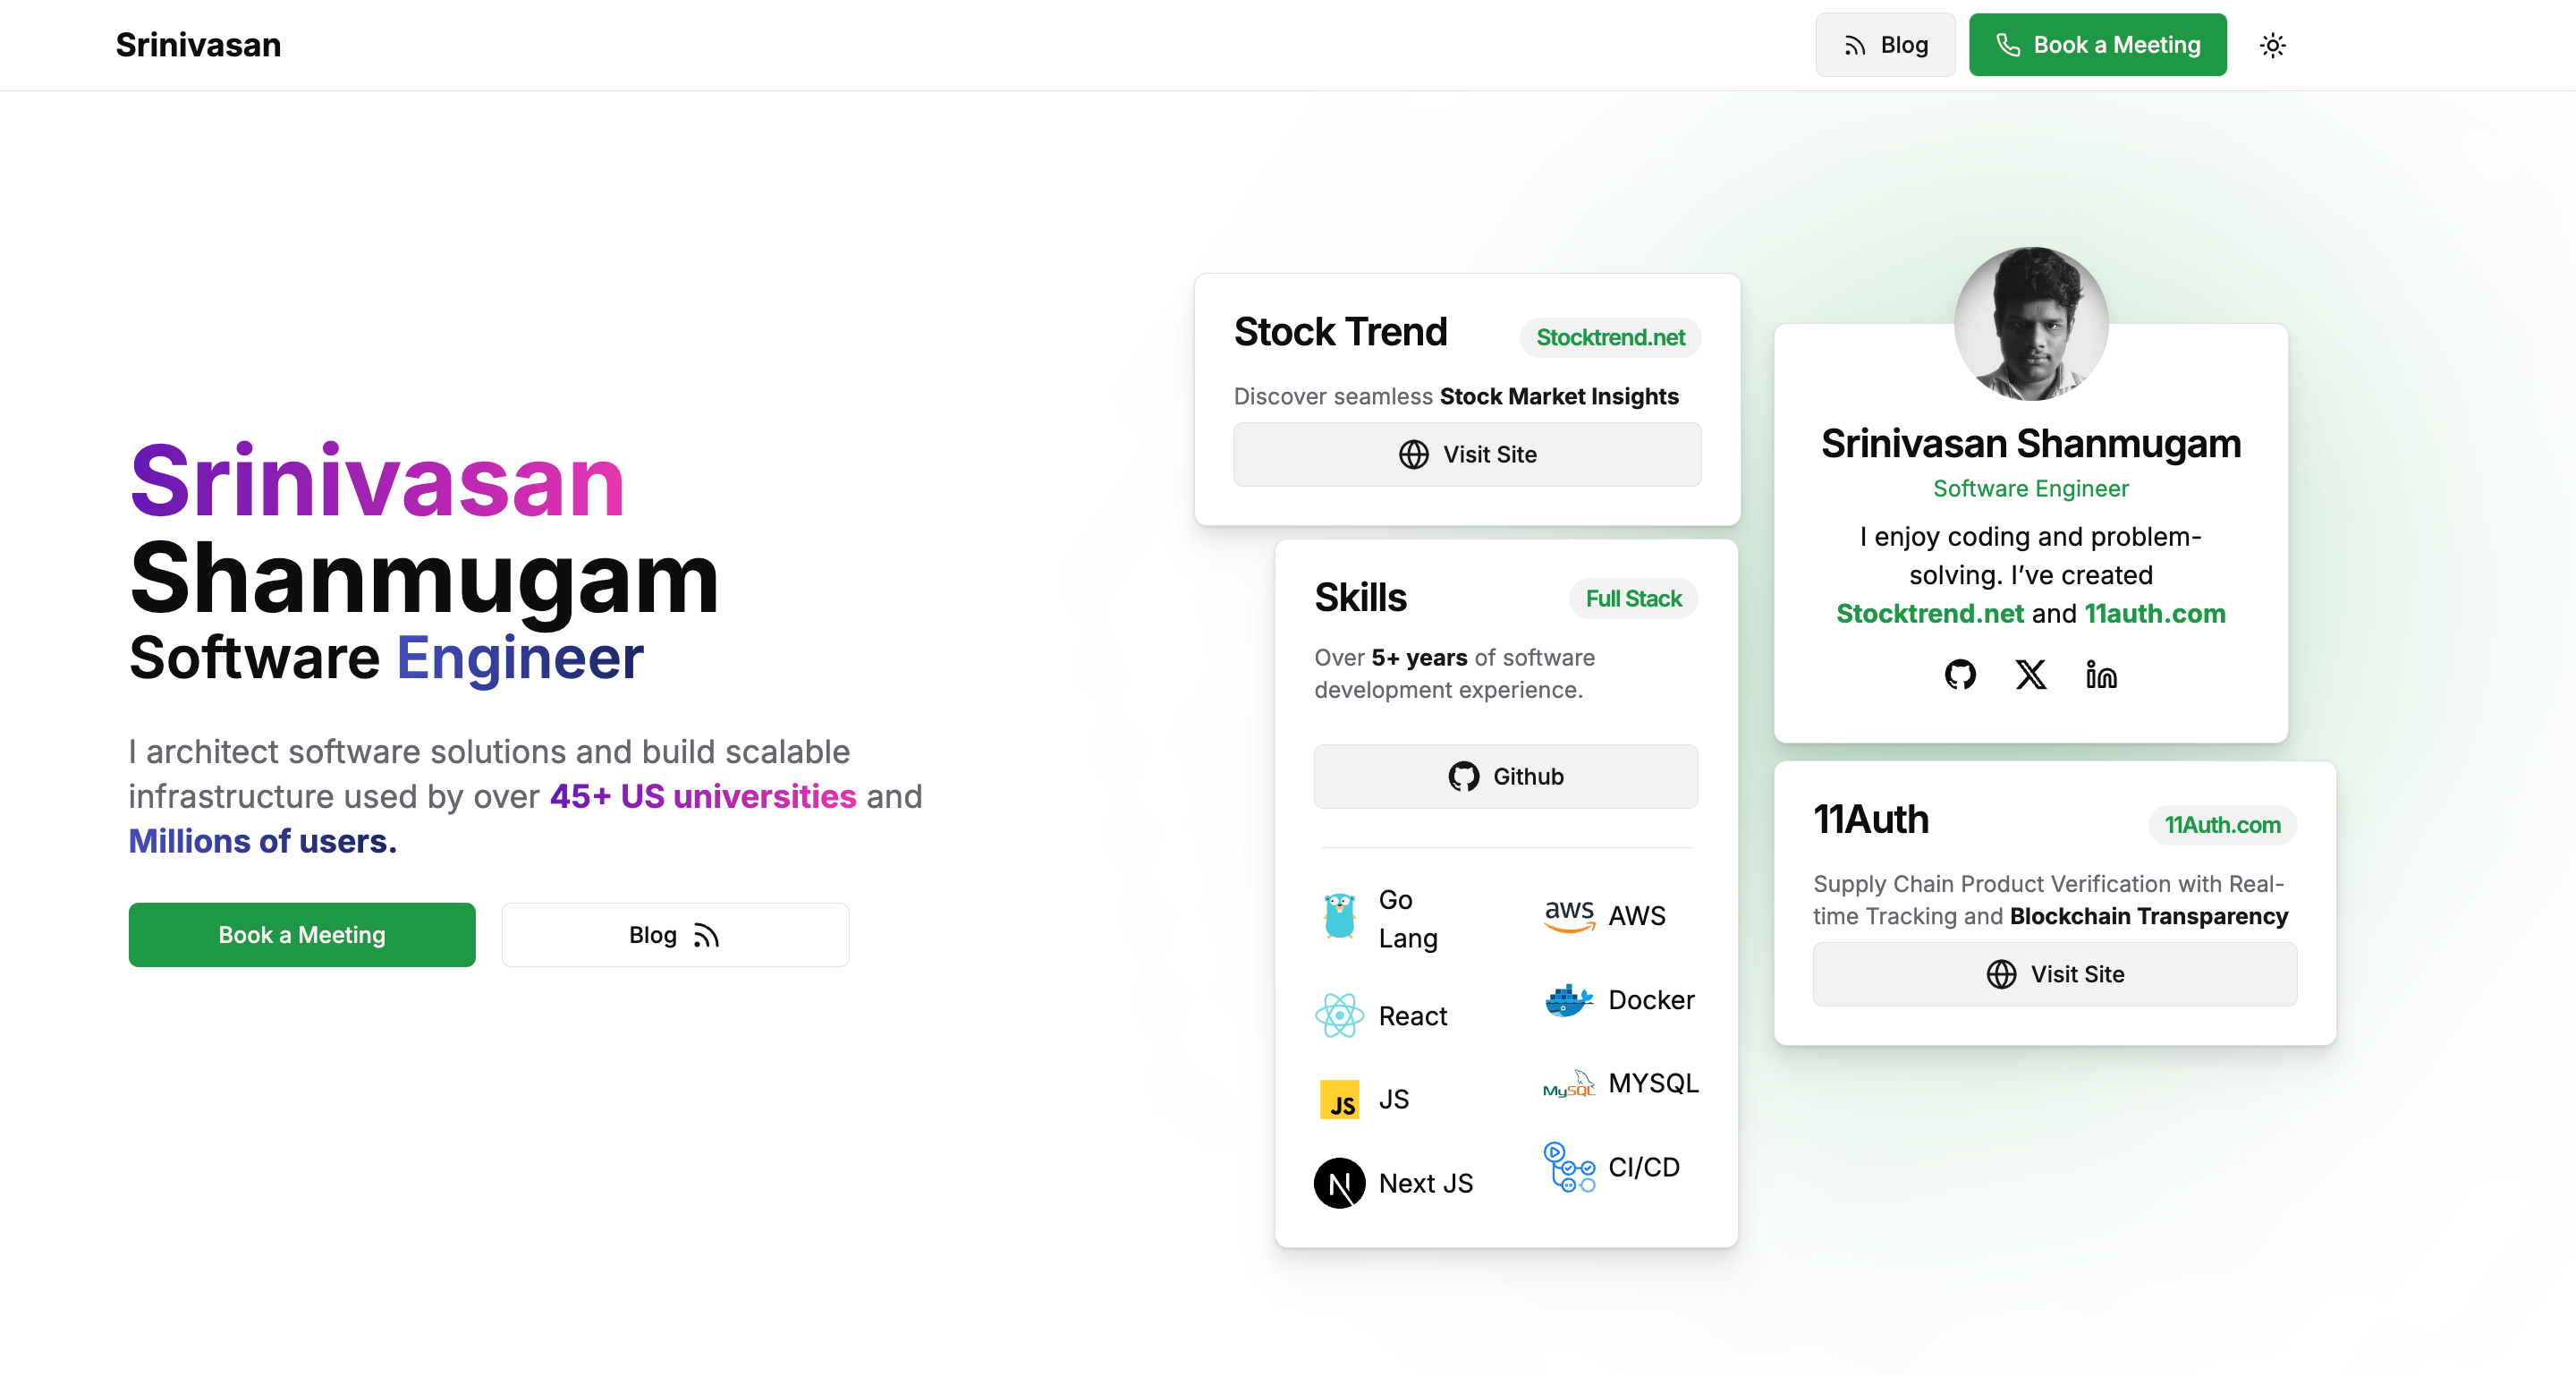 Srinivasan
Blog
Book a Meeting
Srinivasan
Shanmugam
Software Engineer
I architect software solutions and build scalable
infrastructure used by over 45+ US universities and
Millions of users.
Book a Meeting
Blog
Stock Trend
Stocktrend.net
Discover seamless Stock Market Insights
Visit Site
Skills
Full Stack
Over 5+ years of software
development experience.
Github
Go
Lang
React
JS
JS
Next JS
aws
AWS
Docker
MySQL
MYSQL
CI/CD
Srinivasan Shanmugam
Software Engineer
I enjoy coding and problem-
solving. I’ve created
Stocktrend.net and 11auth.com
11Auth
11Auth.com
Supply Chain Product Verification with Real-
time Tracking and Blockchain Transparency
Visit Site